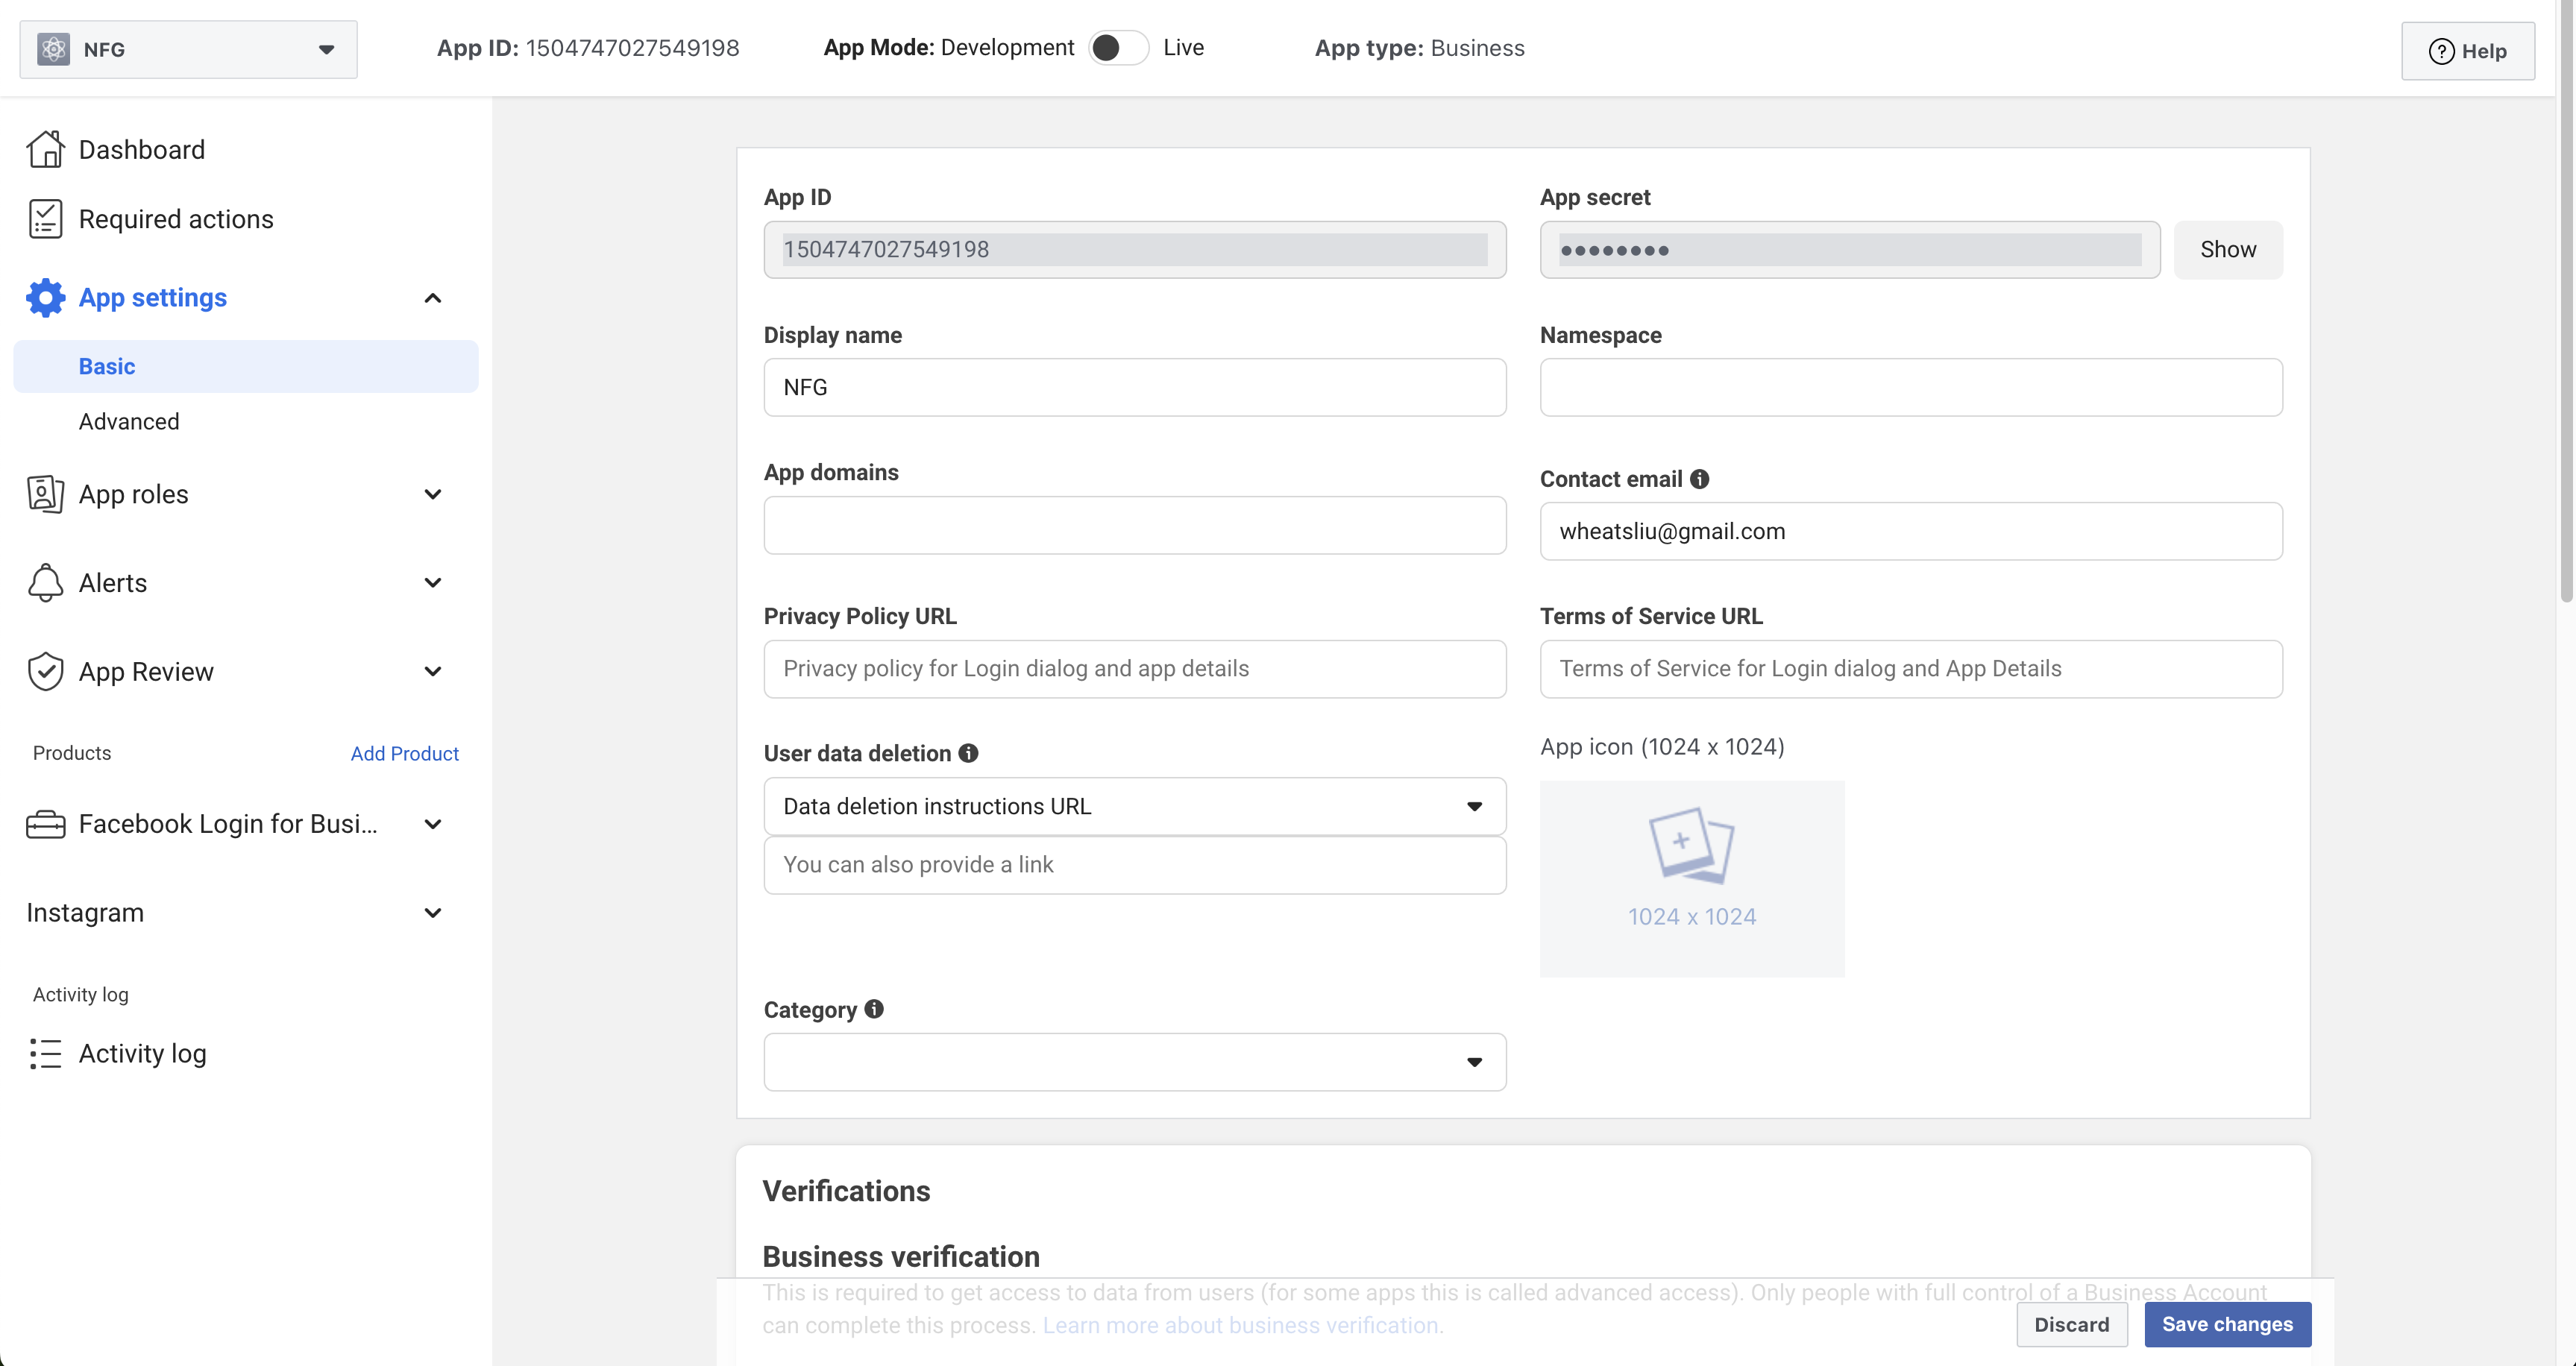 NFG
App ID: 1504747027549198
App Mode: Development
Live
App type: Business
Help
Dashboard
Required actions
App settings
Basic
Advanced
App roles
Alerts
App Review
Products
Add Product
Facebook Login for Busi...
Instagram
Activity log
Activity log
App ID
1504747027549198
App secret
••••••••
Show
Display name
NFG
Namespace
App domains
Contact email
wheatsliu@gmail.com
Privacy Policy URL
Privacy policy for Login dialog and app details
Terms of Service URL
Terms of Service for Login dialog and App Details
User data deletion
Data deletion instructions URL
You can also provide a link
App icon (1024 x 1024)
1024 x 1024
Category
Verifications
Business verification
This is required to get access to data from users (for some apps this is called advanced access). Only people with full control of a Business Account
can complete this process. Learn more about business verification.
Discard
Save changes